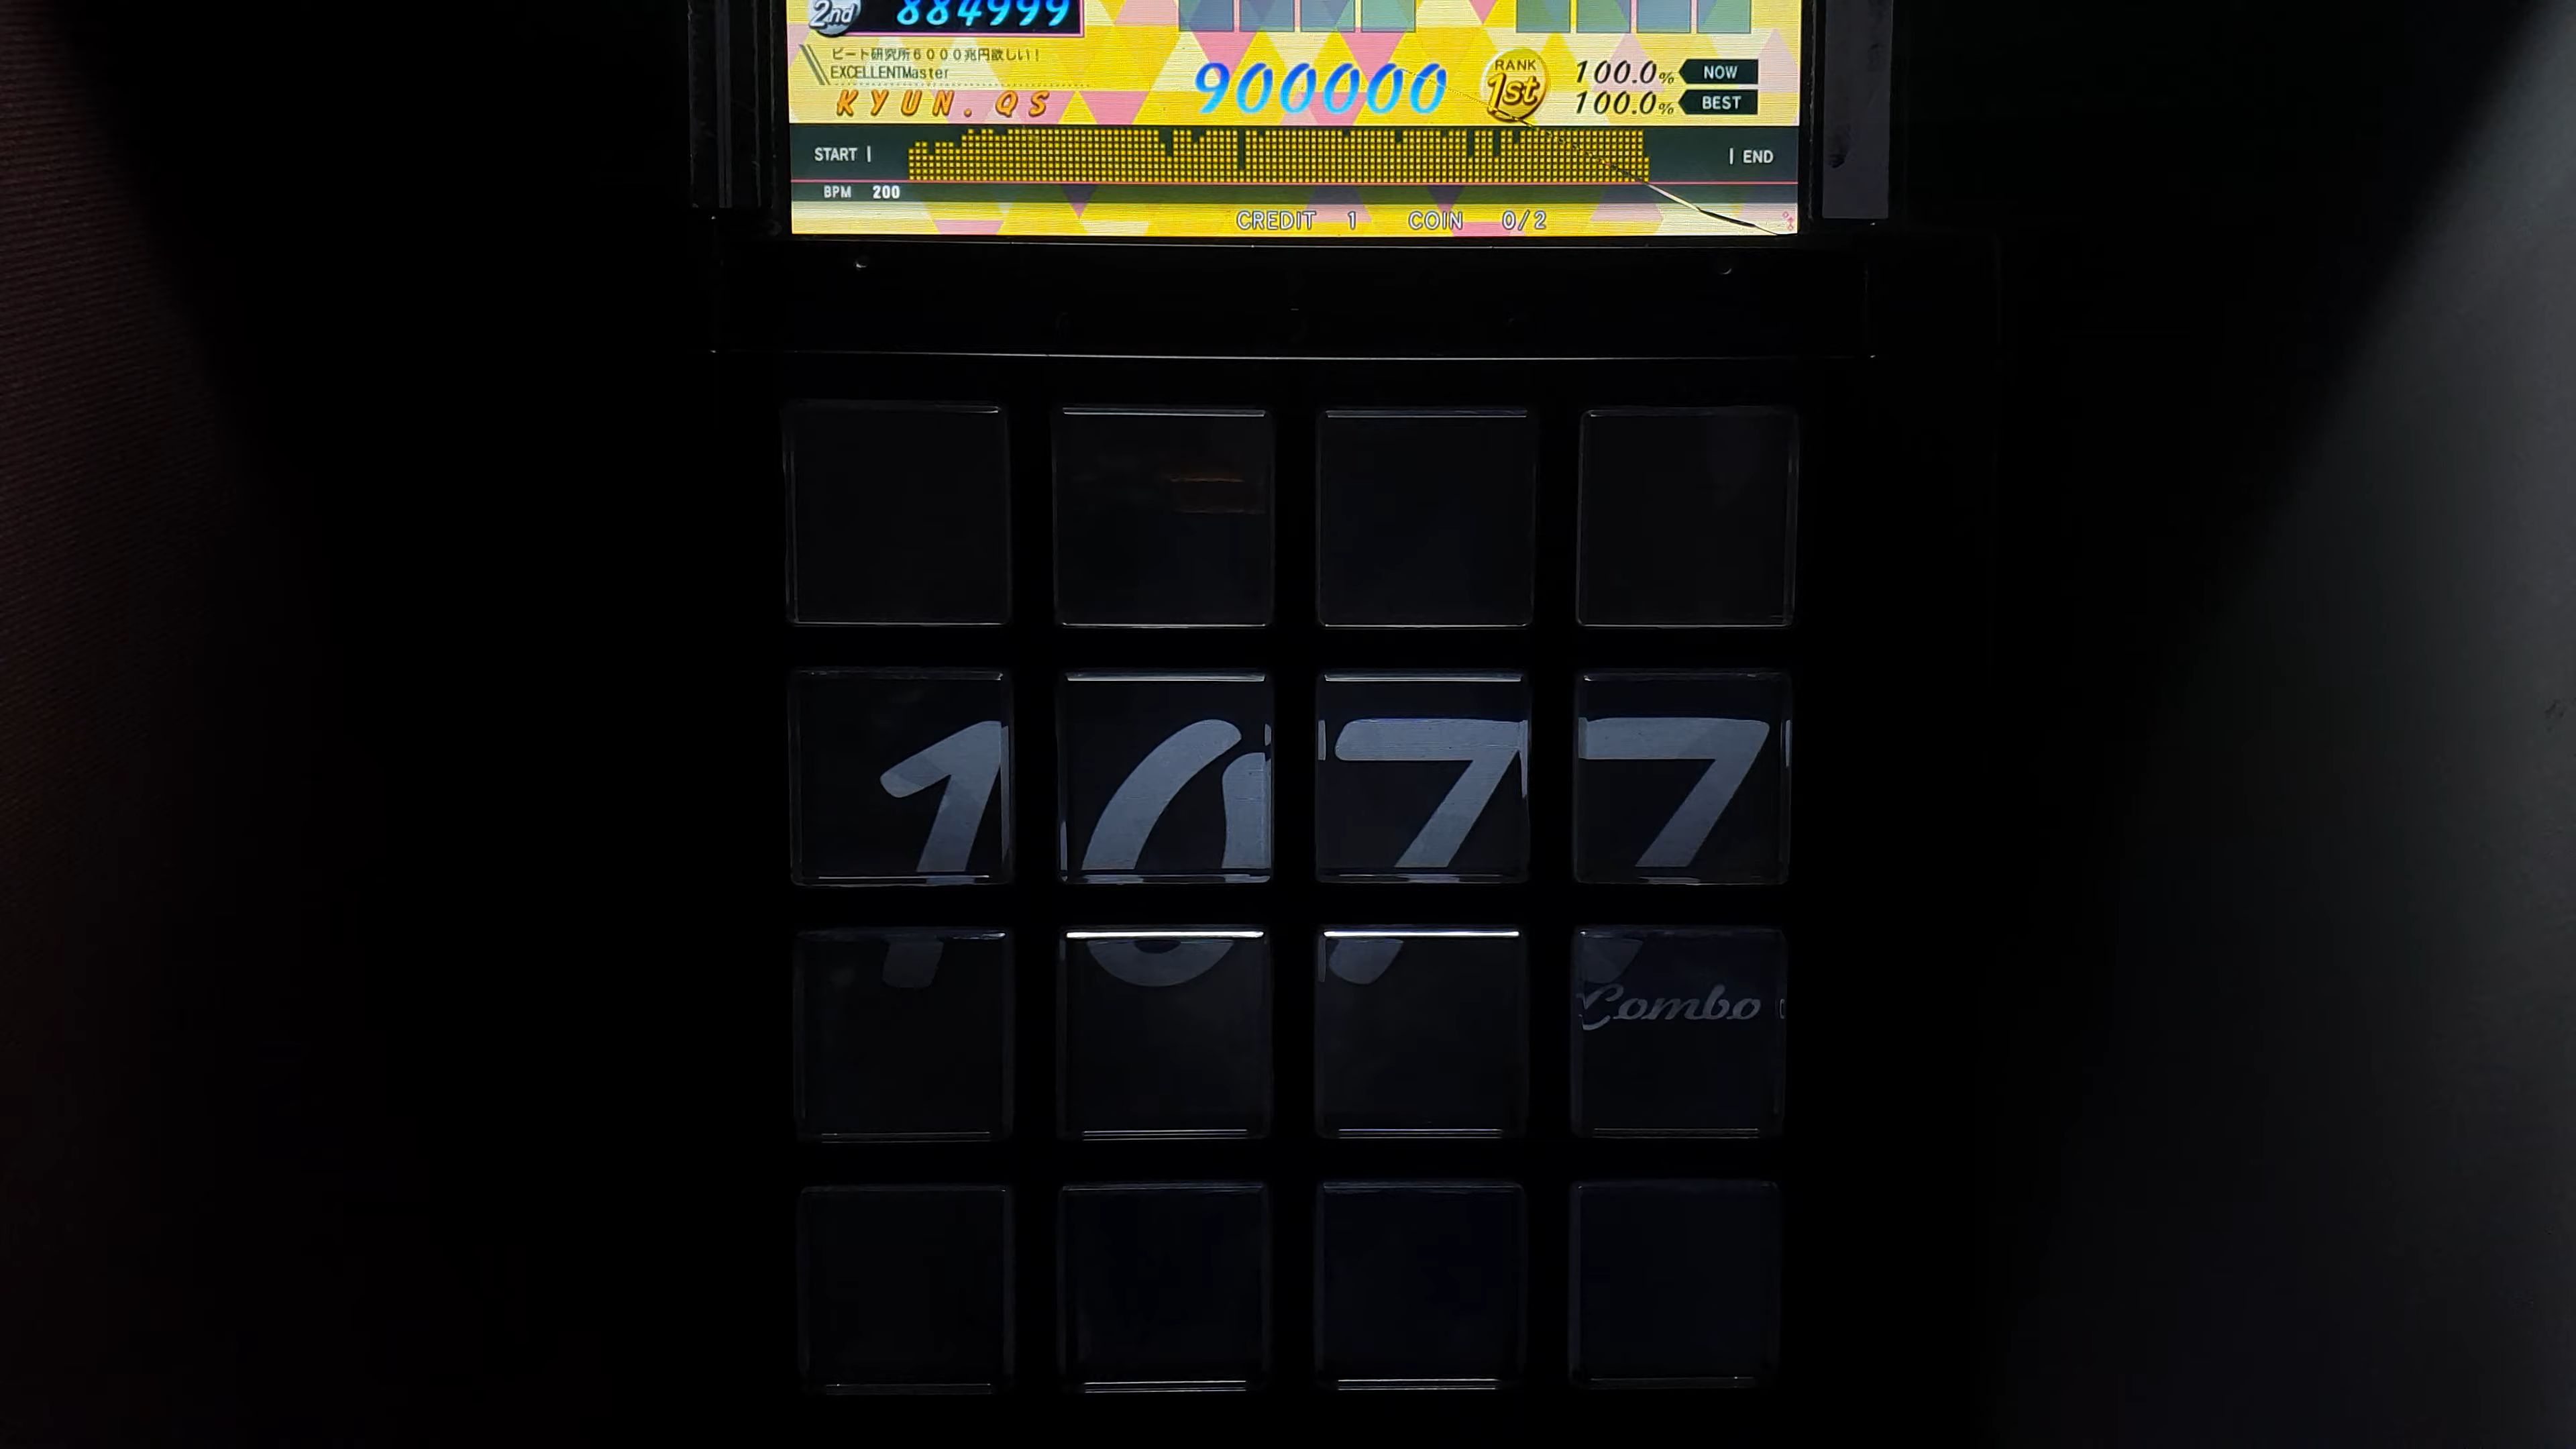 2nd 884999
ビート研究所6000兆円欲しい!
EXCELLENTMaster
KYUN.QS
900000
RANK
1st
100.0% NOW
100.0% BEST
START | | END
BPM 200
CREDIT 1 COIN 0/2
1077
Combo